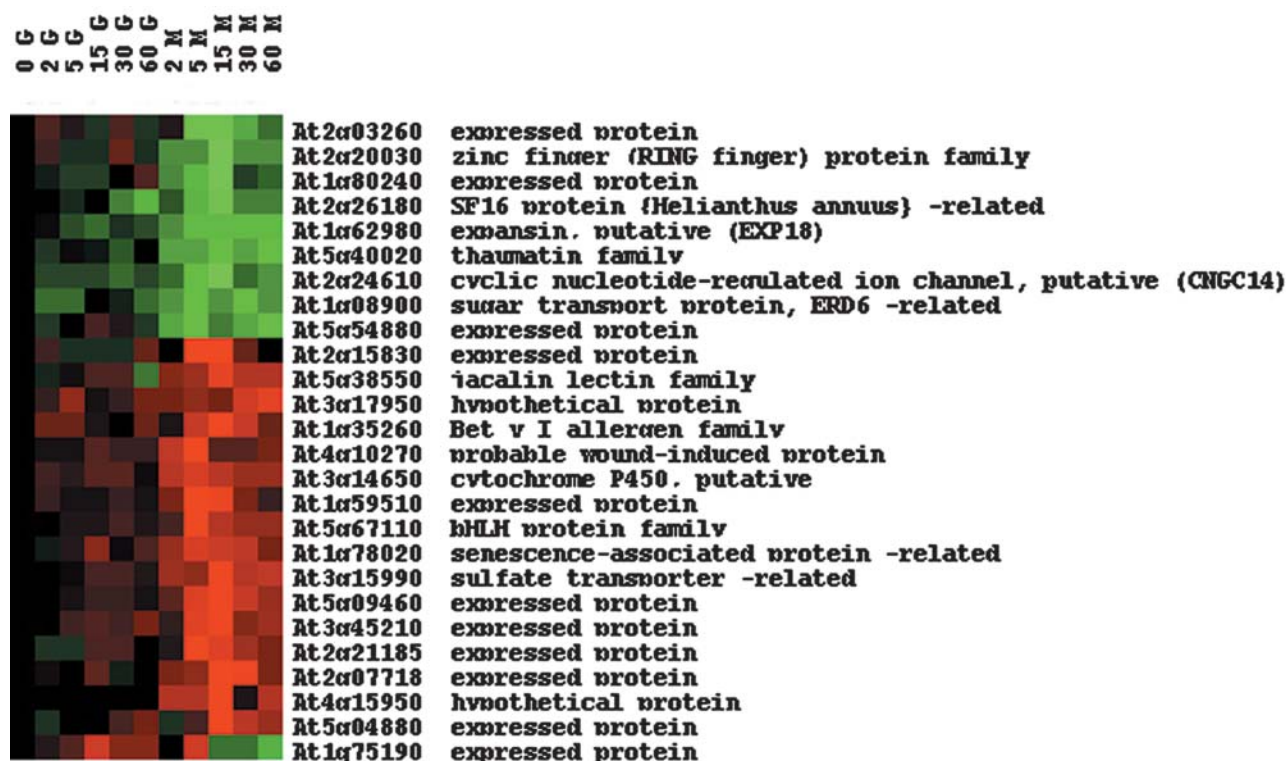 0 G
2 G
5 G
15 G
30 G
60 G
2 M
5 M
15 M
30 M
60 M
At2g03260 expressed protein
At2g20030 zinc finger (RING finger) protein family
At1g80240 expressed protein
At2g26180 SF16 protein {Helianthus annuus} -related
At1g62980 expansin, putative (EXP18)
At5g40020 thaumatin family
At2g24610 cyclic nucleotide-regulated ion channel, putative (CNGC14)
At1g08900 sugar transport protein, ERD6 -related
At5g54880 expressed protein
At2g15830 expressed protein
At5g38550 jacalin lectin family
At3g17950 hypothetical protein
At1g35260 Bet v I allergen family
At4g10270 probable wound-induced protein
At3g14650 cytochrome P450, putative
At1g59510 expressed protein
At5g67110 bHLH protein family
At1g78020 senescence-associated protein -related
At3g15990 sulfate transporter -related
At5g09460 expressed protein
At3g45210 expressed protein
At2g21185 expressed protein
At2g07718 expressed protein
At4g15950 hypothetical protein
At5g04880 expressed protein
At1g75190 expressed protein